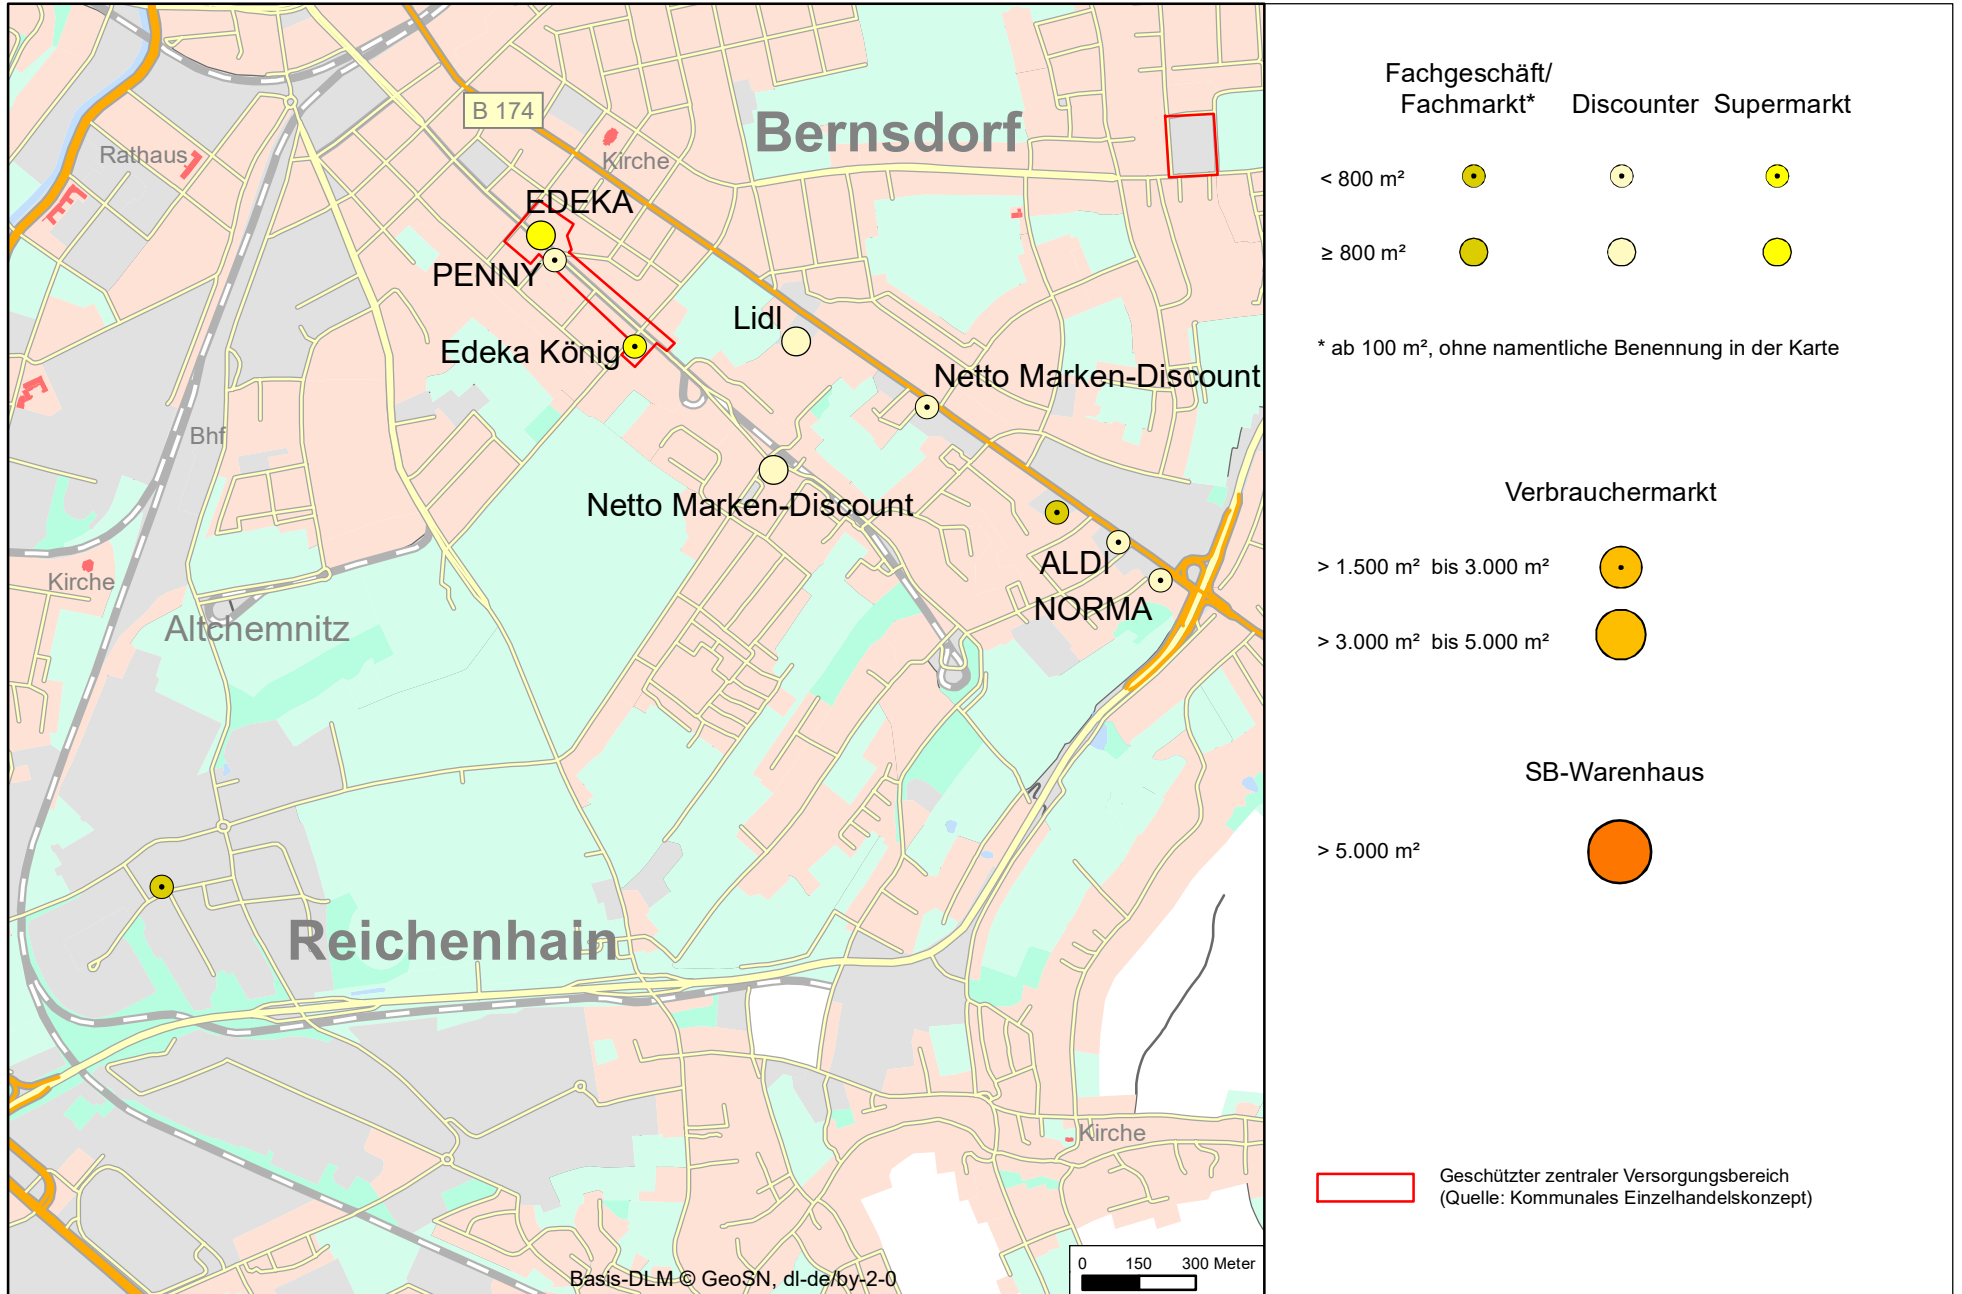 B 174
Bernsdorf
Rathaus
Kirche
EDEKA
PENNY
Lidl
Edeka König
Netto Marken-Discount
Bhf
Netto Marken-Discount
ALDI
Kirche
NORMA
Altchemnitz
Reichenhain
Kirche
Basis-DLM © GeoSN, dl-de/by-2-0
0 150 300 Meter
Fachgeschäft/
Fachmarkt* Discounter Supermarkt
< 800 m²
≥ 800 m²
* ab 100 m², ohne namentliche Benennung in der Karte
Verbrauchermarkt
> 1.500 m² bis 3.000 m²
> 3.000 m² bis 5.000 m²
SB-Warenhaus
> 5.000 m²
Geschützter zentraler Versorgungsbereich
(Quelle: Kommunales Einzelhandelskonzept)